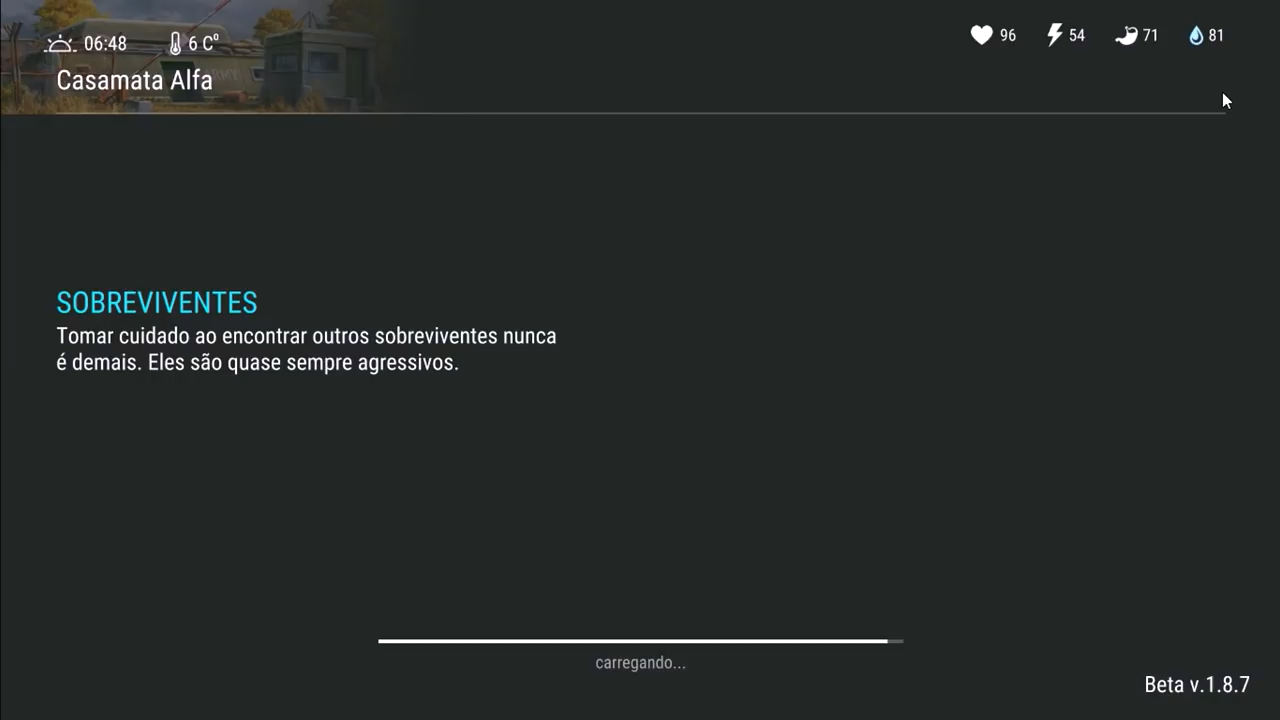 06:48 6 Cº 96 54 71 81
Casamata Alfa
SOBREVIVENTES
Tomar cuidado ao encontrar outros sobreviventes nunca
é demais. Eles são quase sempre agressivos.
carregando...
Beta v.1.8.7